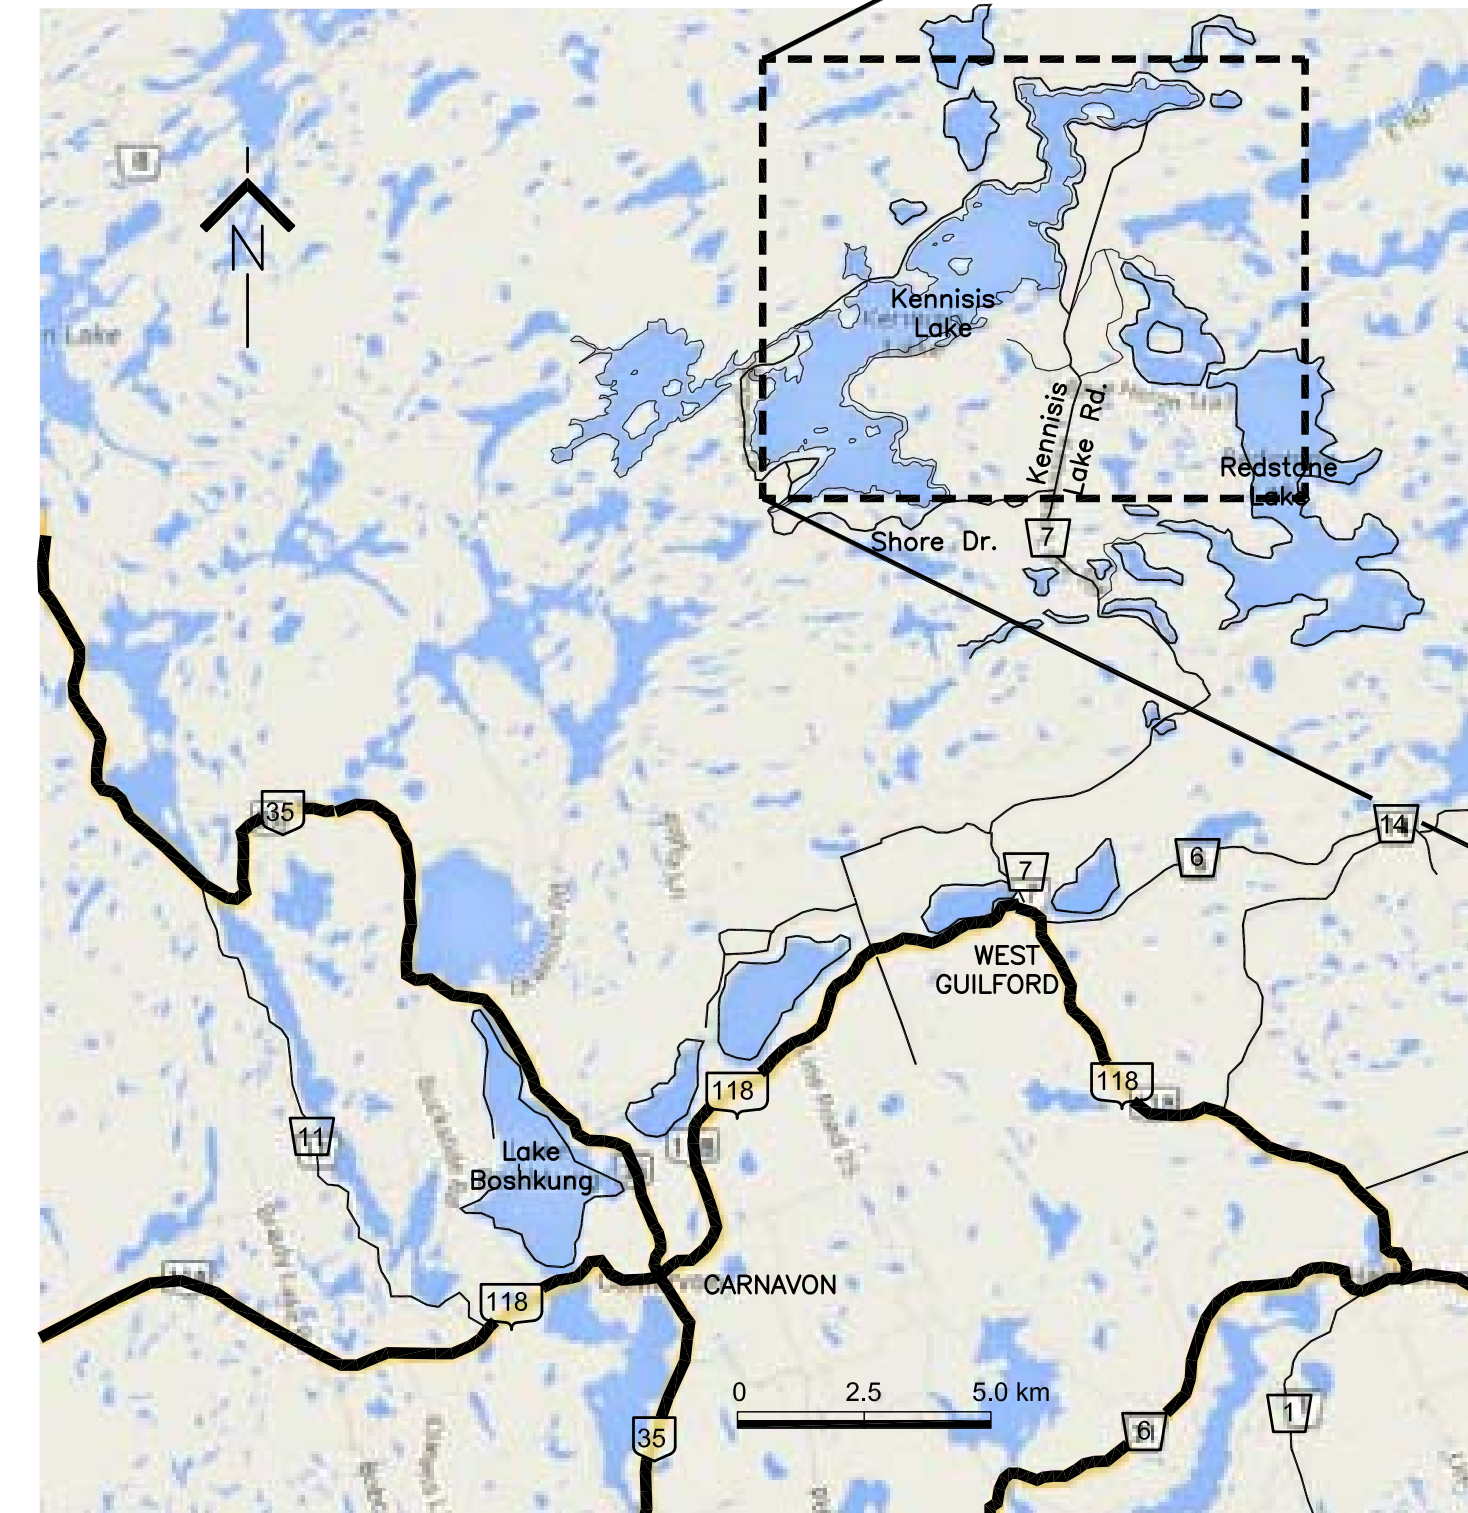 N
n Lake
Kennisis
Lake
Kennisis
Lake Rd.
Redstone
Lake
Shore Dr.
7
35
14
7
6
WEST
GUILFORD
118
118
11
Lake
Boshkung
118
CARNAVON
0 2.5 5.0 km
35
6
1